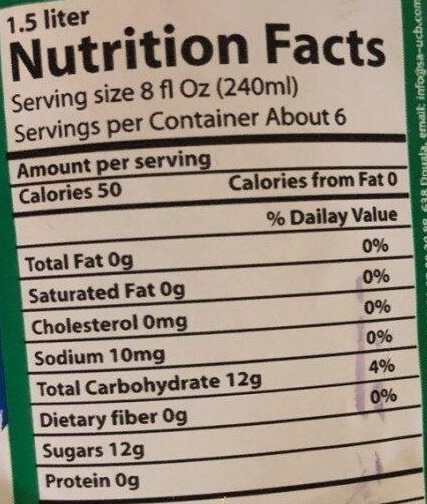 1.5 liter
Nutrition Facts
Serving size 8 fl Oz (240ml)
Servings per Container About 6
Amount per serving
Calories 50 Calories from Fat 0
% Dailay Value
Total Fat 0g 0%
Saturated Fat 0g 0%
Cholesterol 0mg 0%
Sodium 10mg 0%
Total Carbohydrate 12g 4%
Dietary fiber 0g 0%
Sugars 12g
Protein 0g
Douala, email: info@sa-ucb.com